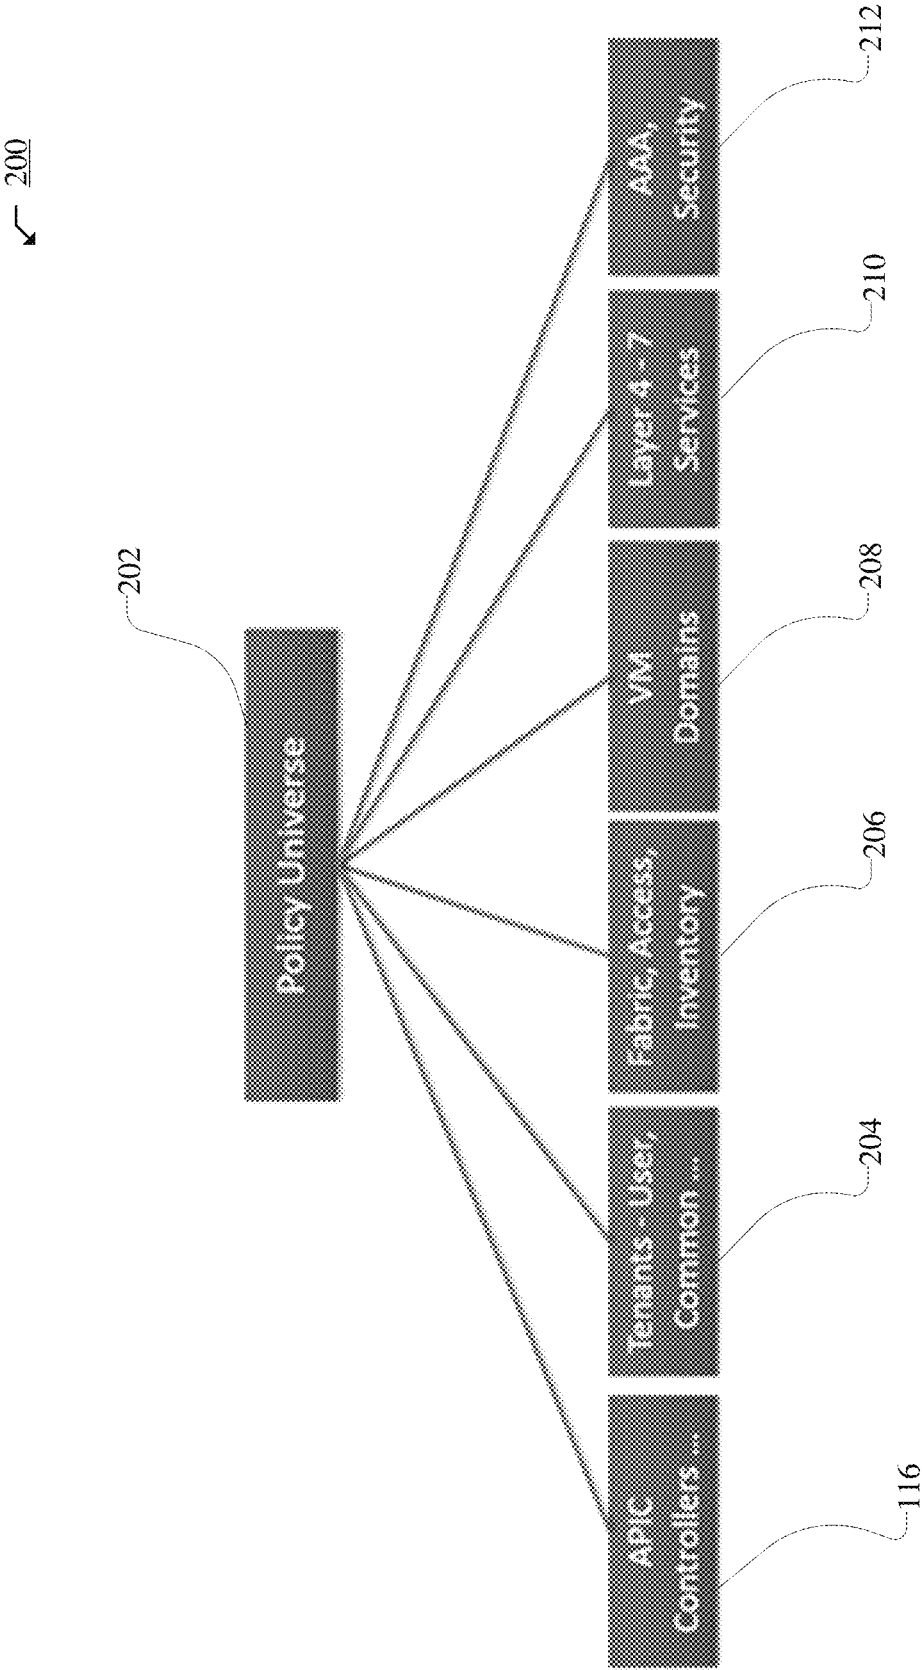 200
202
Policy Universe
APIC
Controllers ...
Tenants - User,
Common ...
Fabric, Access,
Inventory
VM
Domains
Layer 4 - 7
Services
AAA,
Security
116
204
206
208
210
212